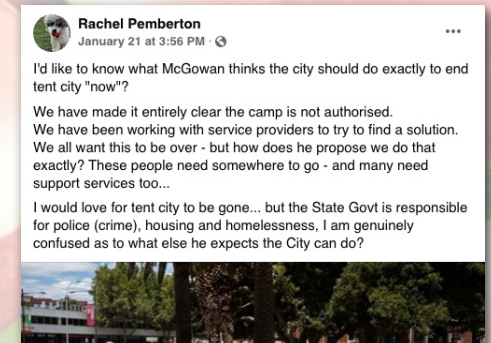 Rachel Pemberton
January 21 at 3:56 PM ·
I'd like to know what McGowan thinks the city should do exactly to end
tent city "now"?
We have made it entirely clear the camp is not authorised.
We have been working with service providers to try to find a solution.
We all want this to be over - but how does he propose we do that
exactly? These people need somewhere to go - and many need
support services too...
I would love for tent city to be gone... but the State Govt is responsible
for police (crime), housing and homelessness, I am genuinely
confused as to what else he expects the City can do?